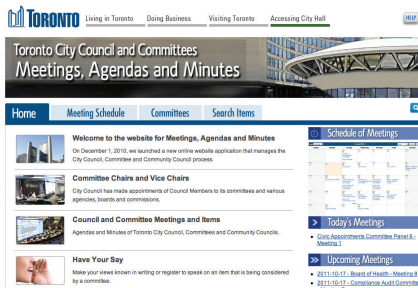 TORONTO Living in Toronto Doing Business Visiting Toronto Accessing City Hall HELP
Toronto City Council and Committees
Meetings, Agendas and Minutes
Home Meeting Schedule Committees Search Items
Welcome to the website for Meetings, Agendas and Minutes
On December 1, 2010, we launched a new online website application that manages the
City Council, Committee and Community Council process.
Committee Chairs and Vice Chairs
City Council has made appointments of Council Members to its committees and various
agencies, boards and commissions.
Council and Committee Meetings and Items
Agendas and Minutes of Toronto City Council, Committees and Community Councils.
Have Your Say
Make your views known in writing or register to speak on an item that is being considered
by a committee.
Schedule of Meetings
Today's Meetings
Civic Appointments Committee Panel 8 -
Meeting 1
Upcoming Meetings
2011-10-17 - Board of Health - Meeting 8
2011-10-17 - Compliance Audit Committe